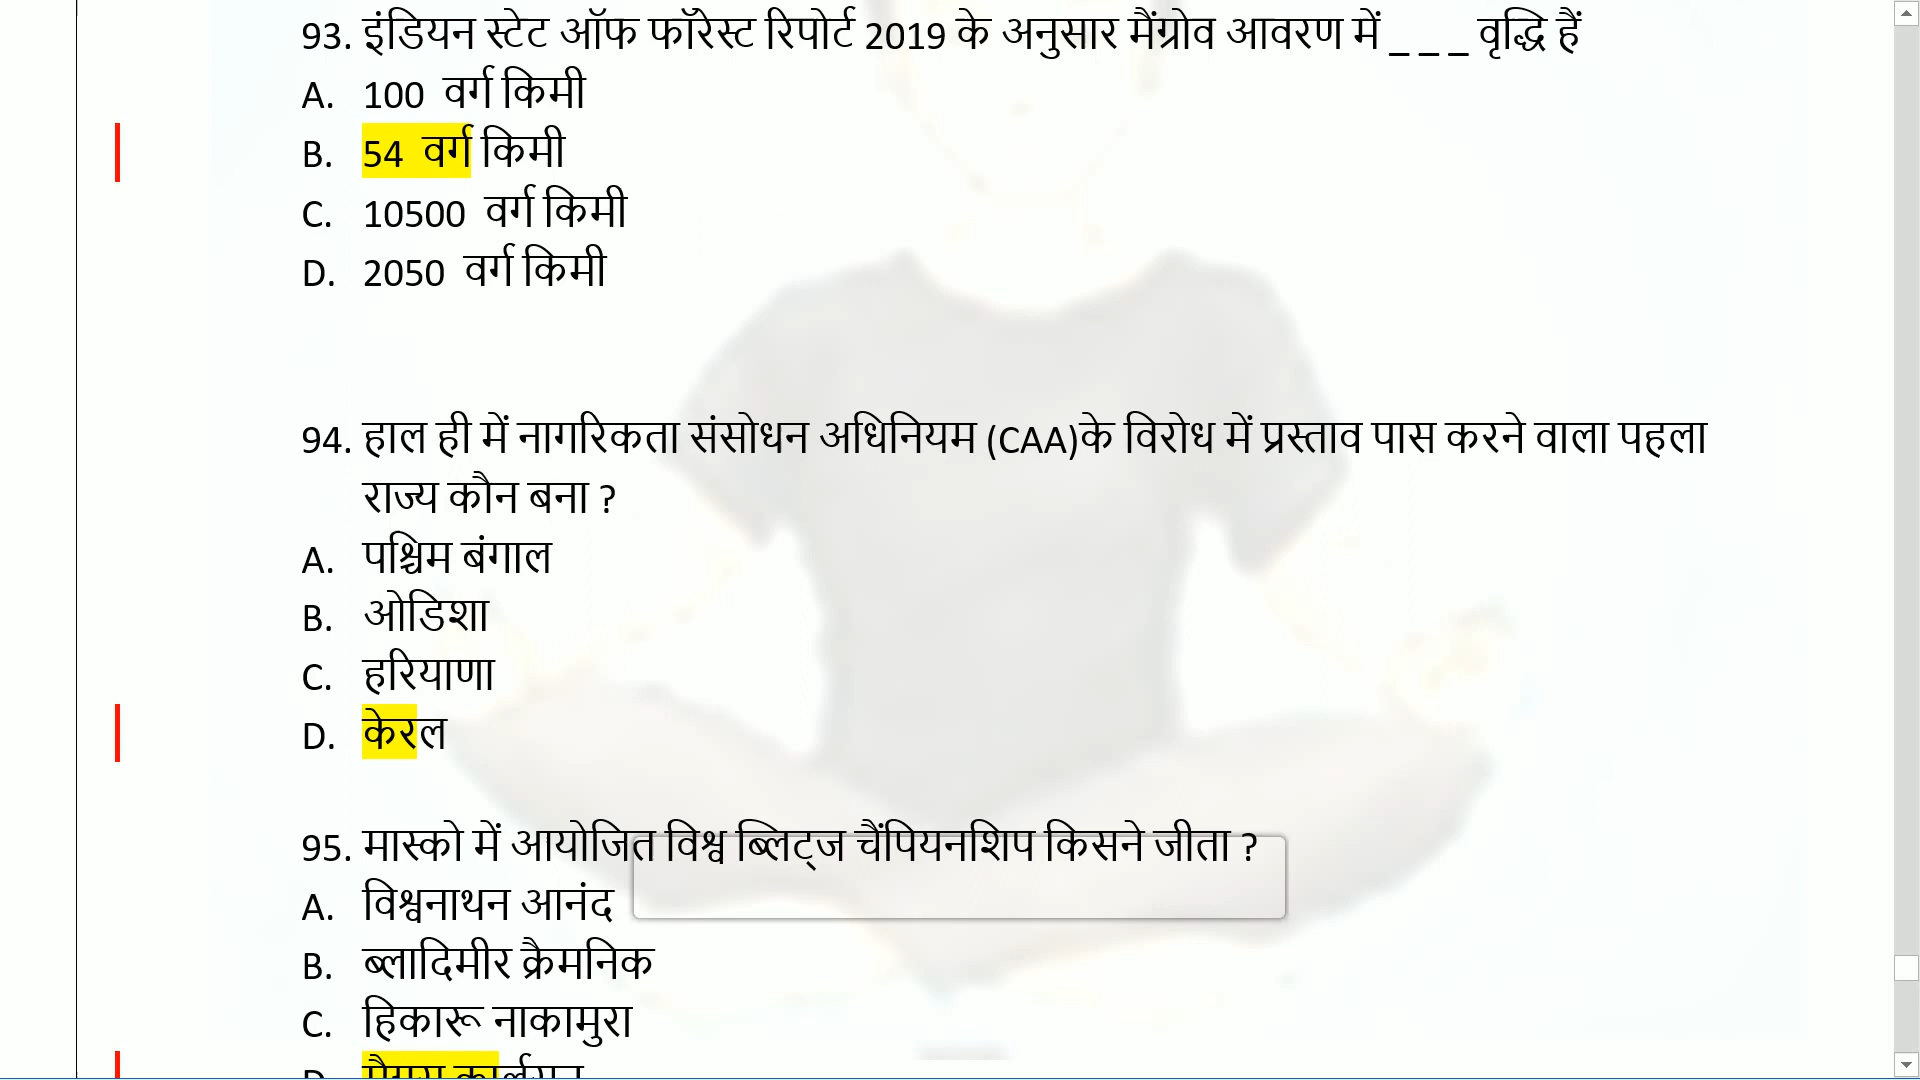 93. इंडियन स्टेट ऑफ फॉरेस्ट रिपोर्ट 2019 के अनुसार मैंग्रोव आवरण में _ _ _ वृद्धि हैं
A. 100 वर्ग किमी
B. 54 वर्ग किमी
C. 10500 वर्ग किमी
D. 2050 वर्ग किमी
94. हाल ही में नागरिकता संसोधन अधिनियम (CAA)के विरोध में प्रस्ताव पास करने वाला पहला
राज्य कौन बना ?
A. पश्चिम बंगाल
B. ओडिशा
C. हरियाणा
D. केरल
95. मास्को में आयोजित विश्व ब्लिट्ज चैंपियनशिप किसने जीता ?
A. विश्वनाथन आनंद
B. ब्लादिमीर क्रैमनिक
C. हिकारू नाकामुरा